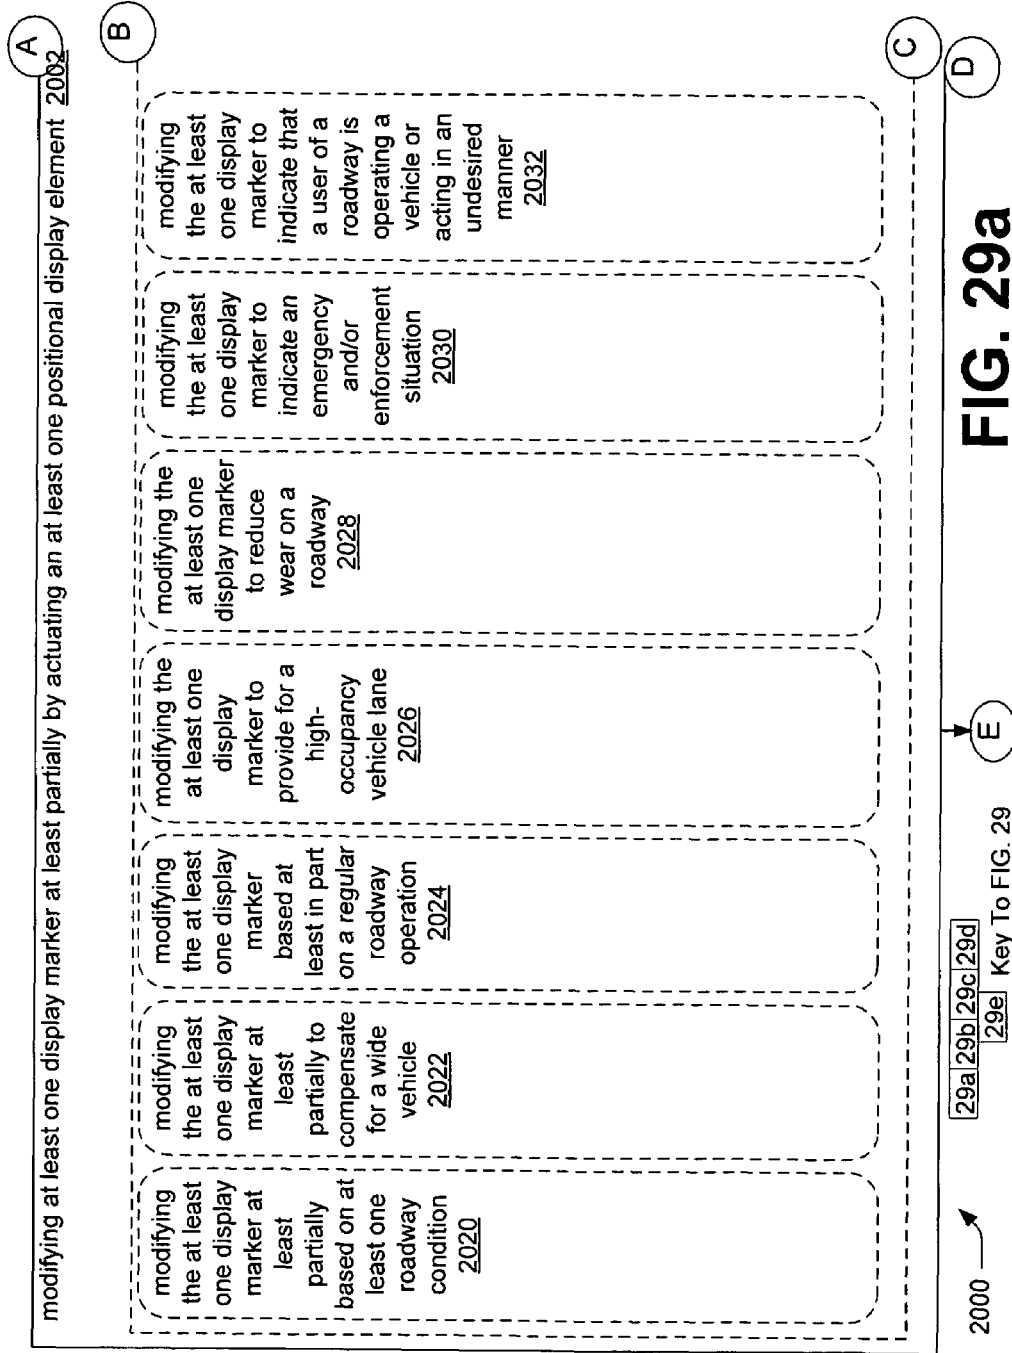 A
modifying at least one display marker at least partially by actuating an at least one positional display element 2002
B
modifying
the at least
one display
marker at
least
partially
based on at
least one
roadway
condition
2020
modifying
the at least
one display
marker at
least
partially to
compensate
for a wide
vehicle
2022
modifying
the at least
one display
marker
based at
least in part
on a regular
roadway
operation
2024
modifying the
at least one
display
marker to
provide for a
high-
occupancy
vehicle lane
2026
modifying the
at least one
display marker
to reduce
wear on a
roadway
2028
modifying
the at least
one display
marker to
indicate an
emergency
and/or
enforcement
situation
2030
modifying
the at least
one display
marker to
indicate that
a user of a
roadway is
operating a
vehicle or
acting in an
undesired
manner
2032
C
D
E
2000
29a 29b 29c 29d
29e
Key To FIG. 29
FIG. 29a